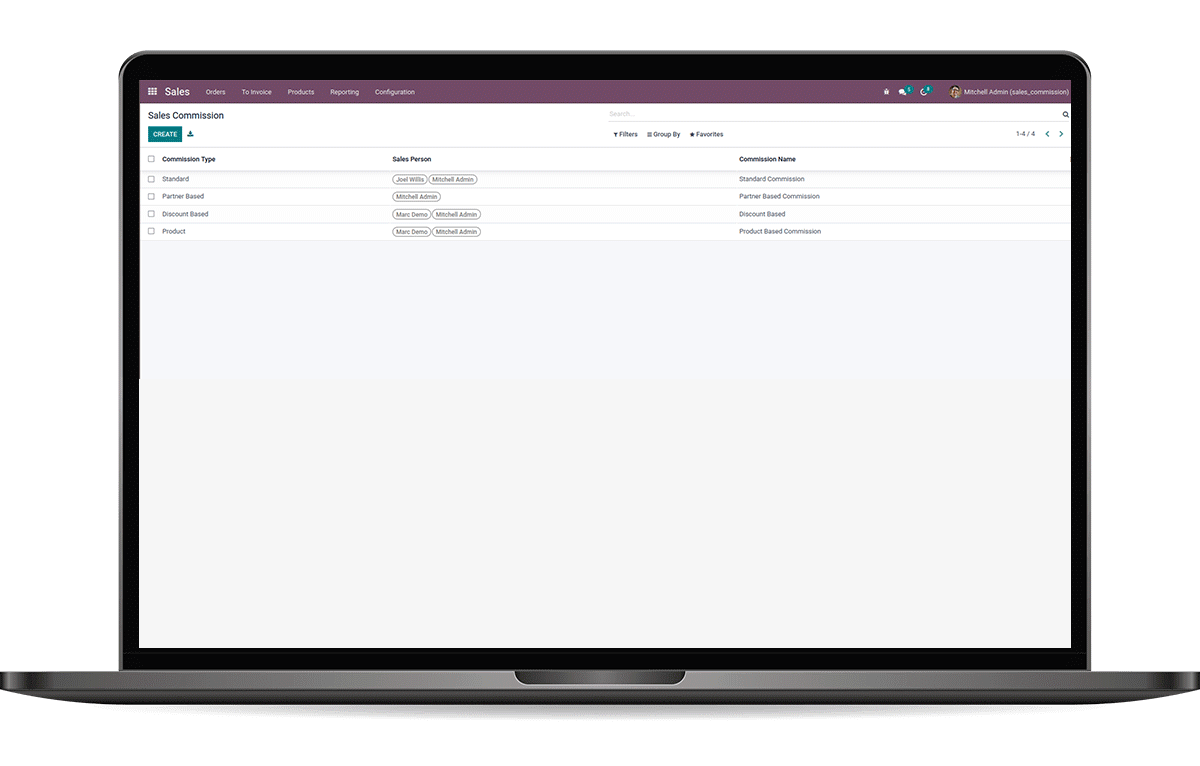 Sales Orders To Invoice Products Reporting Configuration 5 8 Mitchell Admin (sales_commission)
Sales Commission Search...
CREATE Filters Group By Favorites 1-4 / 4
Commission Type Sales Person Commission Name
Standard Joel Willis Mitchell Admin Standard Commission
Partner Based Mitchell Admin Partner Based Commission
Discount Based Marc Demo Mitchell Admin Discount Based
Product Marc Demo Mitchell Admin Product Based Commission